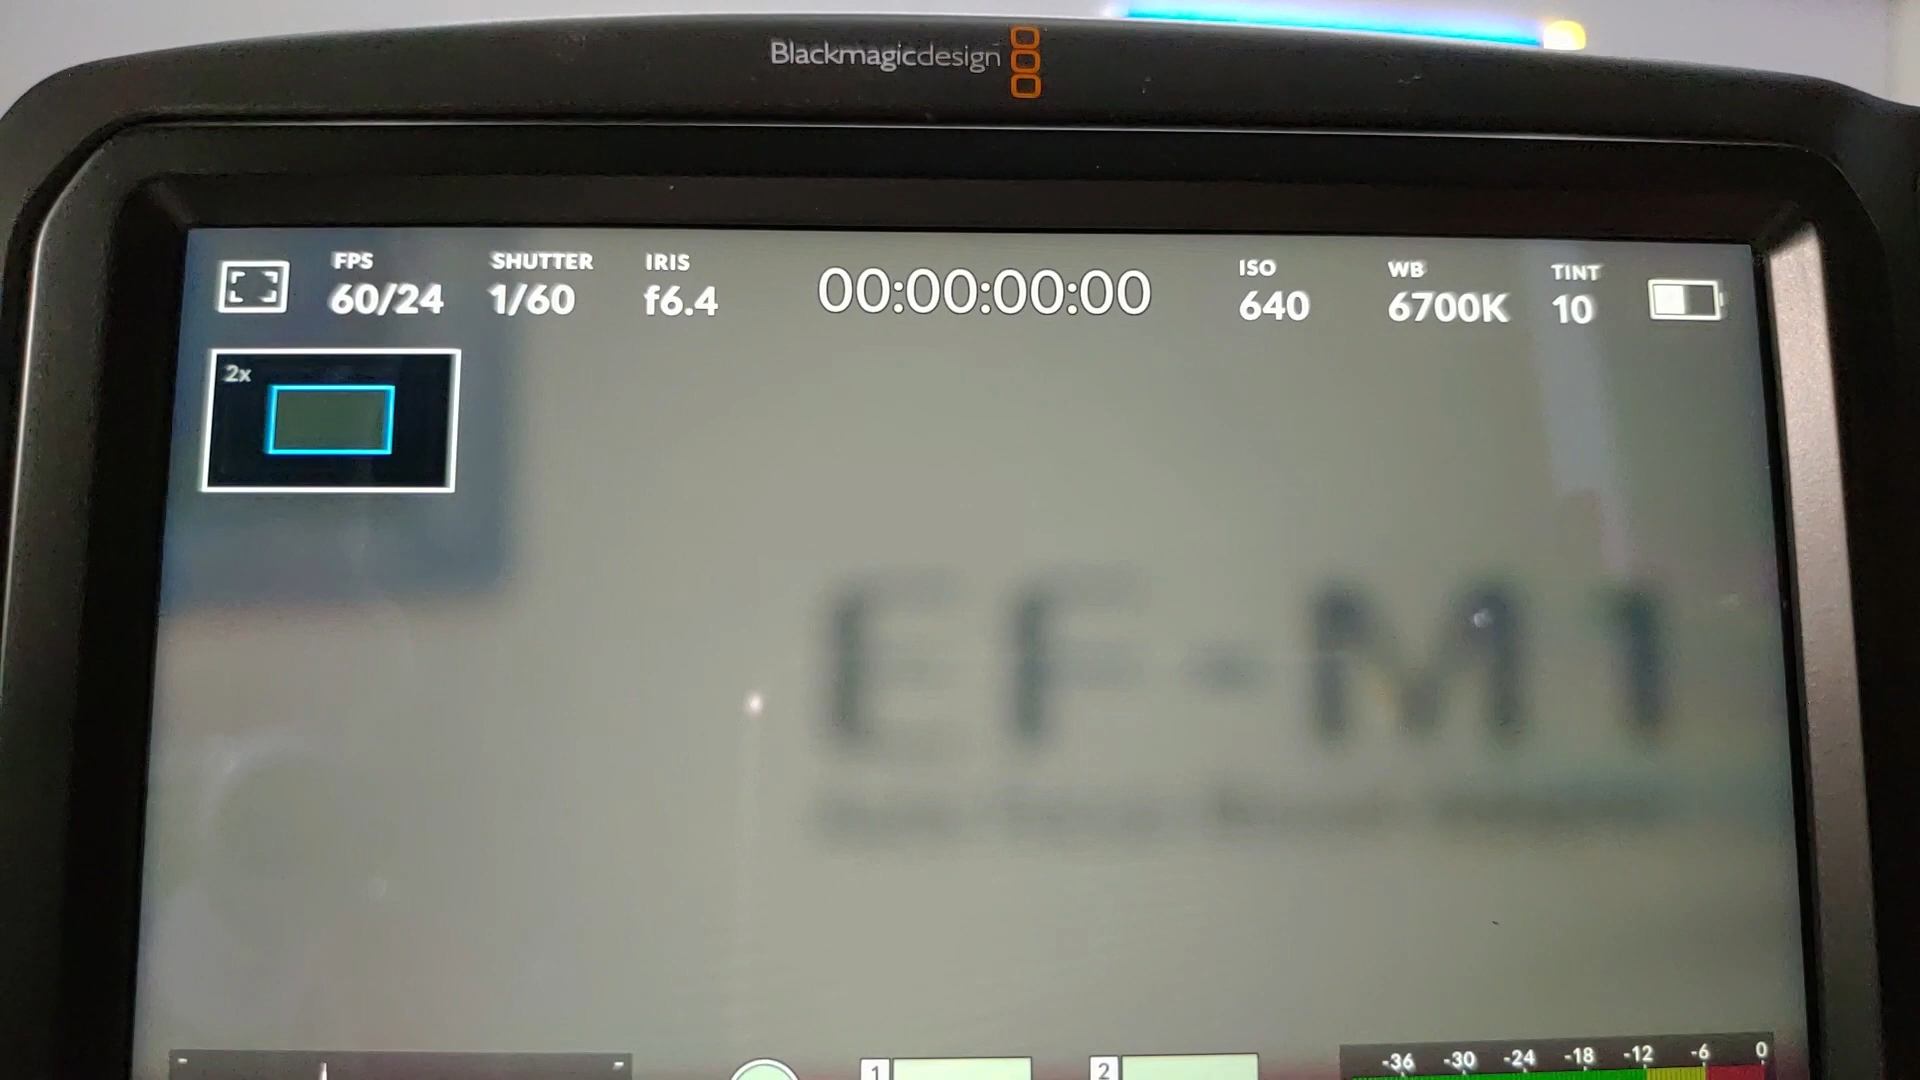 Blackmagicdesign
FPS SHUTTER IRIS ISO WB TINT
60/24 1/60 f6.4 00:00:00:00 640 6700K 10
2x
EF-M1
1 2 -36 -30 -24 -18 -12 -6 0